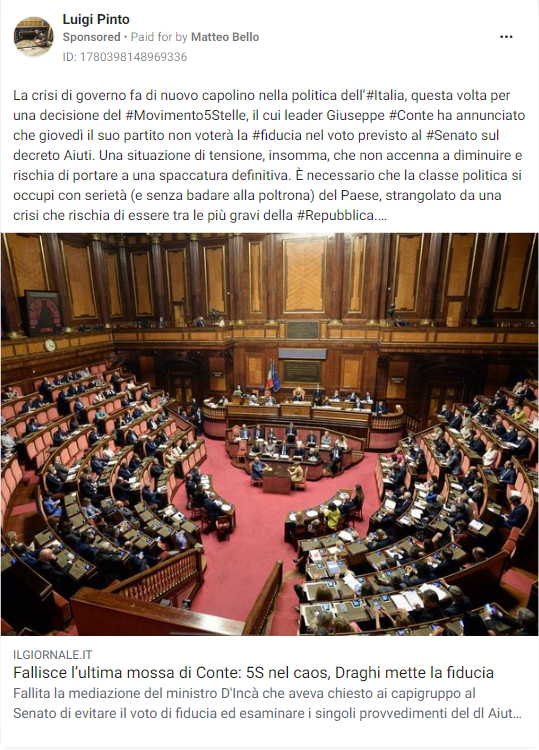 Luigi Pinto
Sponsored • Paid for by Matteo Bello
ID: 1780398148969336
La crisi di governo fa di nuovo capolino nella politica dell'#Italia, questa volta per
una decisione del #Movimento5Stelle, il cui leader Giuseppe #Conte ha annunciato
che giovedì il suo partito non voterà la #fiducia nel voto previsto al #Senato sul
decreto Aiuti. Una situazione di tensione, insomma, che non accenna a diminuire e
rischia di portare a una spaccatura definitiva. È necessario che la classe politica si
occupi con serietà (e senza badare alla poltrona) del Paese, strangolato da una
crisi che rischia di essere tra le più gravi della #Repubblica....
ILGIORNALE.IT
Fallisce l'ultima mossa di Conte: 5S nel caos, Draghi mette la fiducia
Fallita la mediazione del ministro D'Incà che aveva chiesto ai capigruppo al
Senato di evitare il voto di fiducia ed esaminare i singoli provvedimenti del dl Aiut...